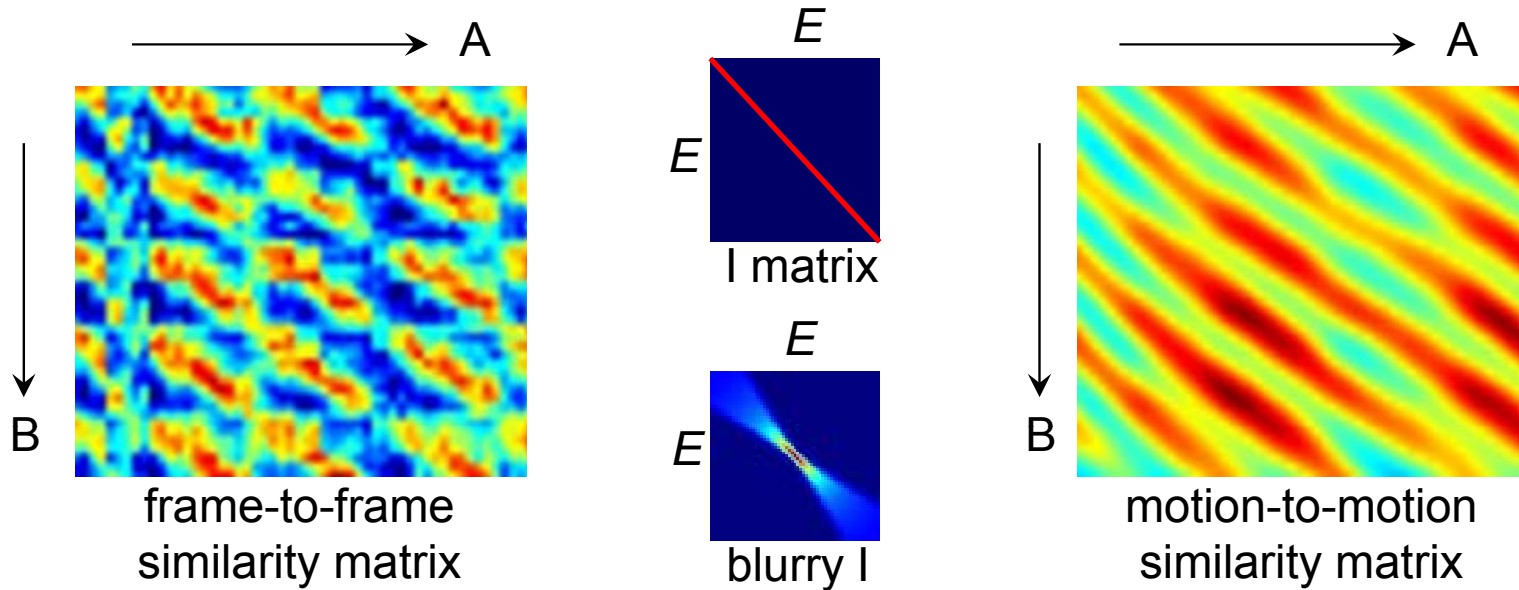 A
B
frame-to-frame
similarity matrix
E
E
I matrix
E
E
blurry I
A
B
motion-to-motion
similarity matrix